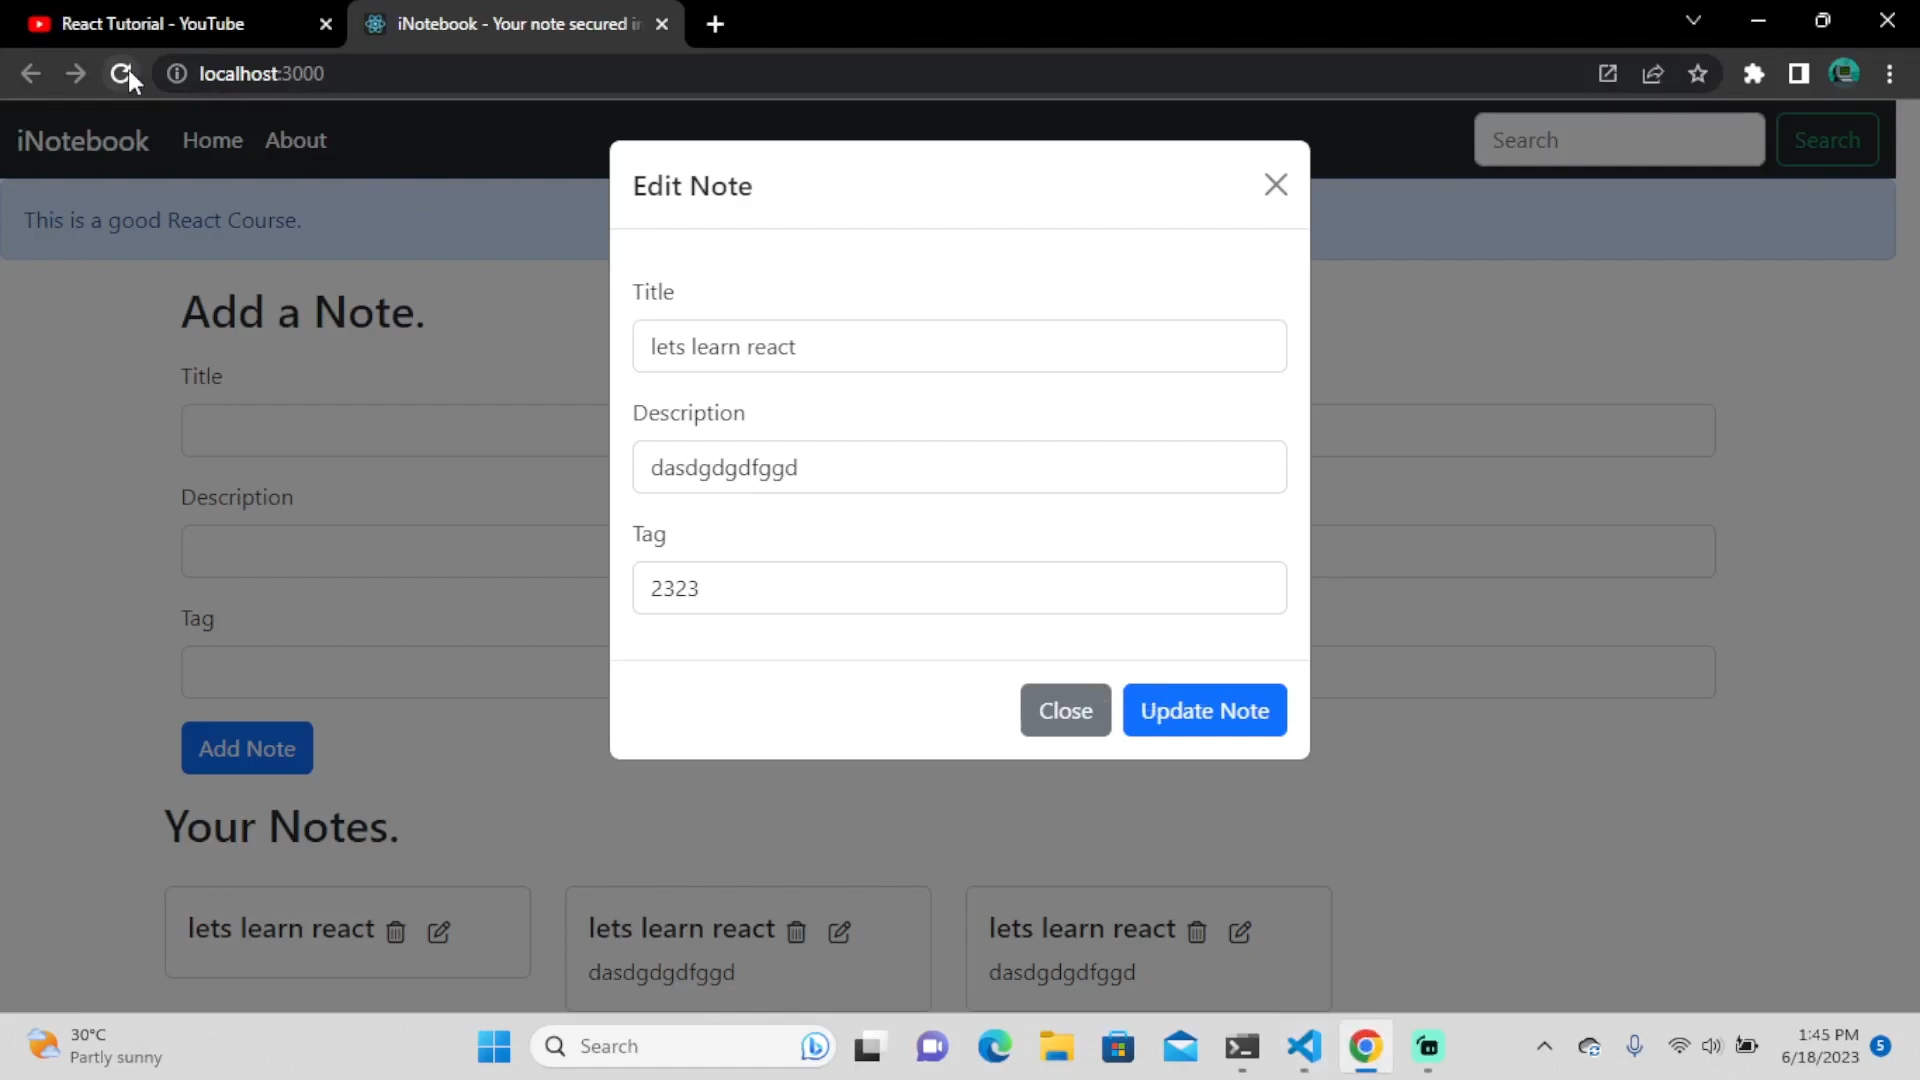 React Tutorial - YouTube
iNotebook - Your note secured in
localhost:3000
iNotebook
Home
About
Search
Search
This is a good React Course.
Edit Note
Title
lets learn react
Description
dasdgdgdfggd
Tag
2323
Close
Update Note
Add a Note.
Title
Description
Tag
Add Note
Your Notes.
lets learn react
lets learn react
dasdgdgdfggd
lets learn react
dasdgdgdfggd
30°C
Partly sunny
Search
1:45 PM
6/18/2023
5